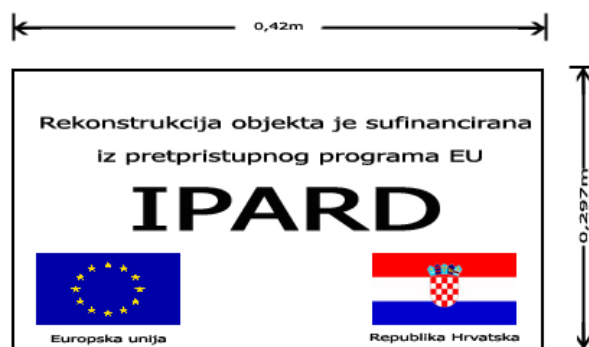 0,42m
Rekonstrukcija objekta je sufinancirana
iz pretpristupnog programa EU
IPARD
0,297m
Europska unija
Republika Hrvatska